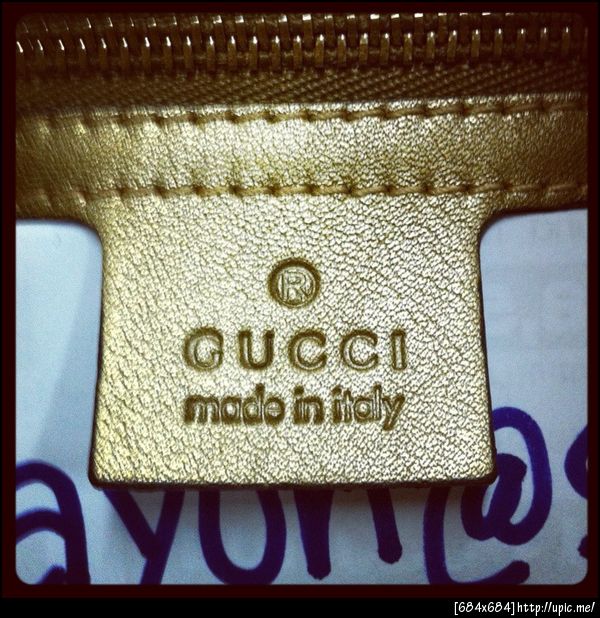 ®
GUCCI
made in italy
ayon@s
[684x684]http://upic.me/